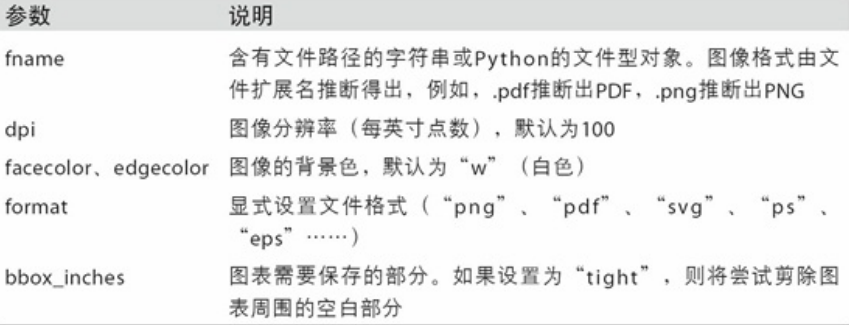 参数 说明
fname 含有文件路径的字符串或Python的文件型对象。图像格式由文
件扩展名推断得出，例如，.pdf推断出PDF，.png推断出PNG
dpi 图像分辨率（每英寸点数），默认为100
facecolor、edgecolor 图像的背景色，默认为“w”（白色）
format 显式设置文件格式（“png”、“pdf”、“svg”、“ps”、
“eps”……）
bbox_inches 图表需要保存的部分。如果设置为“tight”，则将尝试剪除图
表周围的空白部分